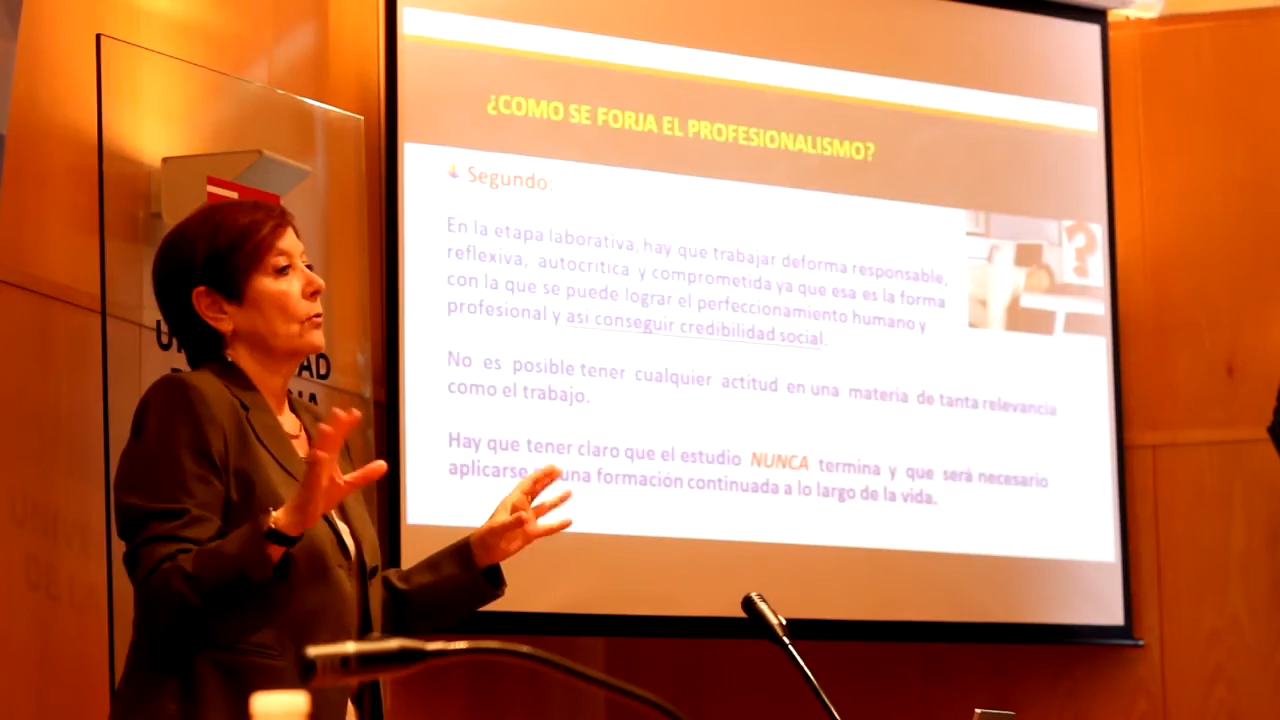 ¿COMO SE FORJA EL PROFESIONALISMO?
Segundo:
En la etapa laborativa, hay que trabajar deforma responsable,
reflexiva, autocrítica y comprometida ya que esa es la forma
con la que se puede lograr el perfeccionamiento humano y
profesional y asi conseguir credibilidad social.
No es posible tener cualquier actitud en una materia de tanta relevancia
como el trabajo.
Hay que tener claro que el estudio NUNCA termina y que será necesario
aplicarse una formación continuada a lo largo de la vida.